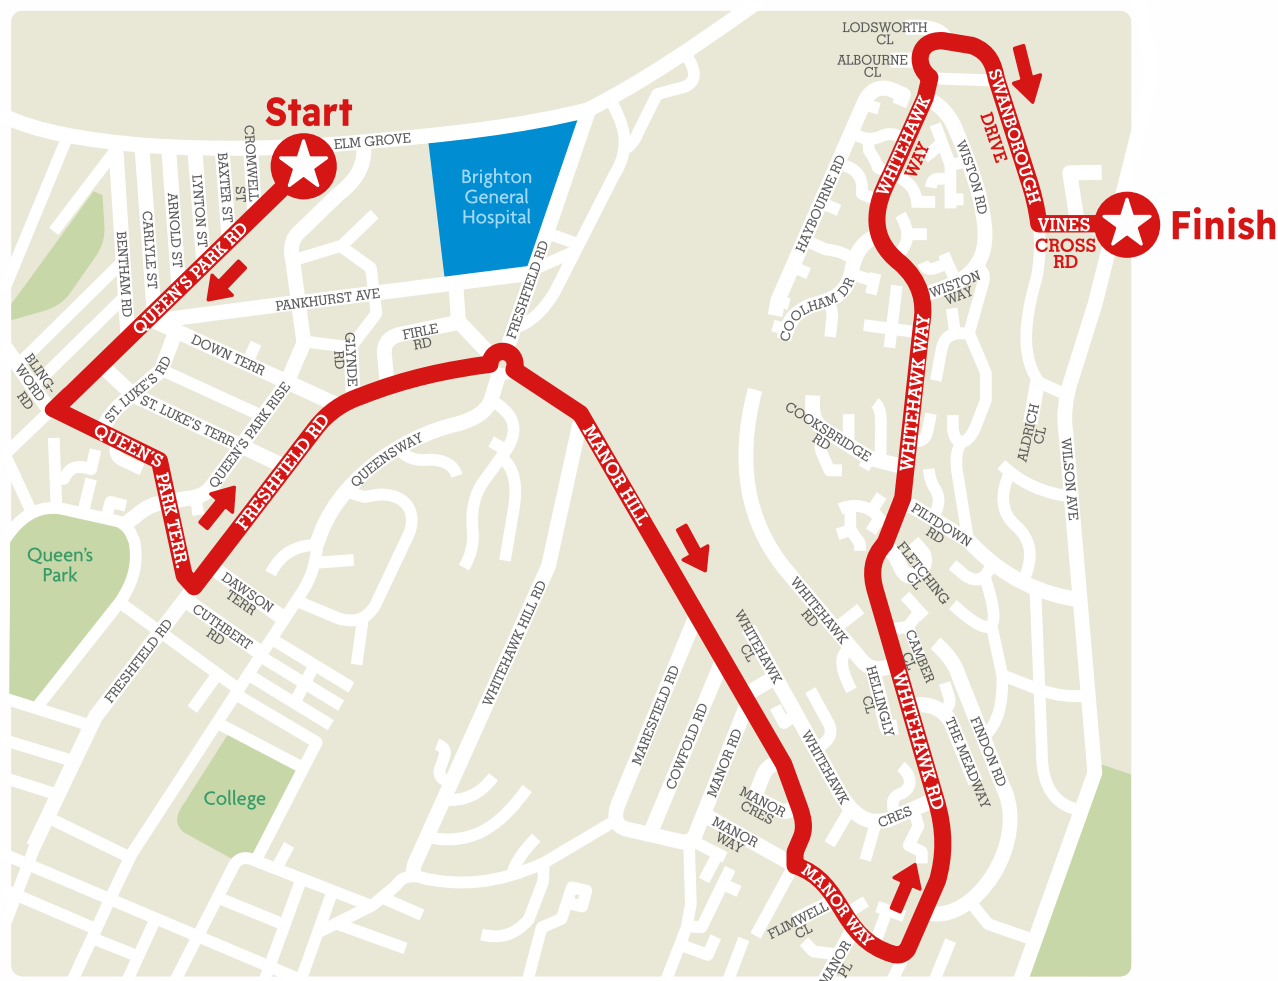 LODSWORTH
CL
ALBOURNE
CL
Start
ELM GROVE
CROMWELL
ST
BAXTER ST
LYNTON ST
ARNOLD ST
CARLYLE ST
BENTHAM RD
QUEEN'S PARK RD
Brighton
General
Hospital
FRESHFIELD RD
PANKHURST AVE
FIRLE
RD
GLYNDE
RD
DOWN TERR
BLING-
WORD
RD
ST. LUKE'S RD
ST. LUKE'S TERR
QUEEN'S PARK RISE
QUEEN'S
PARK TERR.
FRESHFIELD RD
QUEENSWAY
Queen's
Park
DAWSON
TERR
CUTHBERT
RD
FRESHFIELD RD
College
WHITEHAWK HILL RD
MANOR HILL
MARESFIELD RD
COWFOLD RD
MANOR RD
MANOR
CRES
MANOR
WAY
WHITEHAWK
CL
WHITEHAWK
CRES
MANOR WAY
FLIMWELL
CL
MANOR
PL
WHITEHAWK
RD
HELLINGLY
CL
CAMBER
CL
WHITEHAWK RD
THE MEADWAY
FINDON RD
FLETCHING
CL
PILTDOWN
RD
COOKSBRIDGE
RD
WHITEHAWK WAY
ALDRICH
CL
WILSON AVE
COOLHAM DR
HAYBOURNE RD
WISTON
WAY
WISTON RD
WHITEHAWK
WAY
SWANBOROUGH
DRIVE
VINES
CROSS
RD
Finish